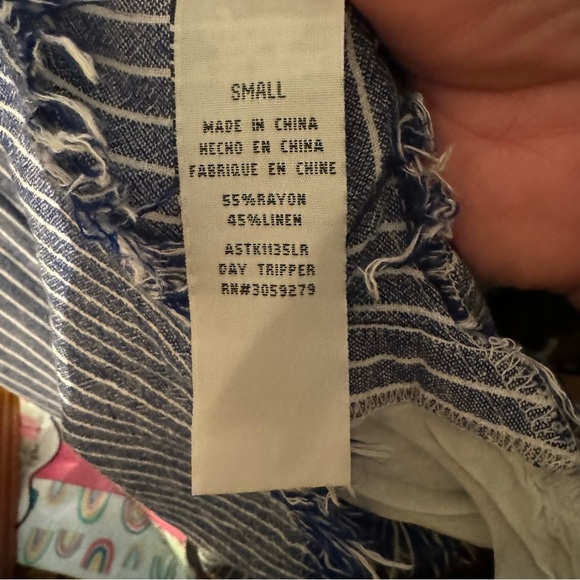 SMALL
MADE IN CHINA
HECHO EN CHINA
FABRIQUE EN CHINE
55%RAYON
45%LINEN
ASTK1135LR
DAY TRIPPER
RN#3059279